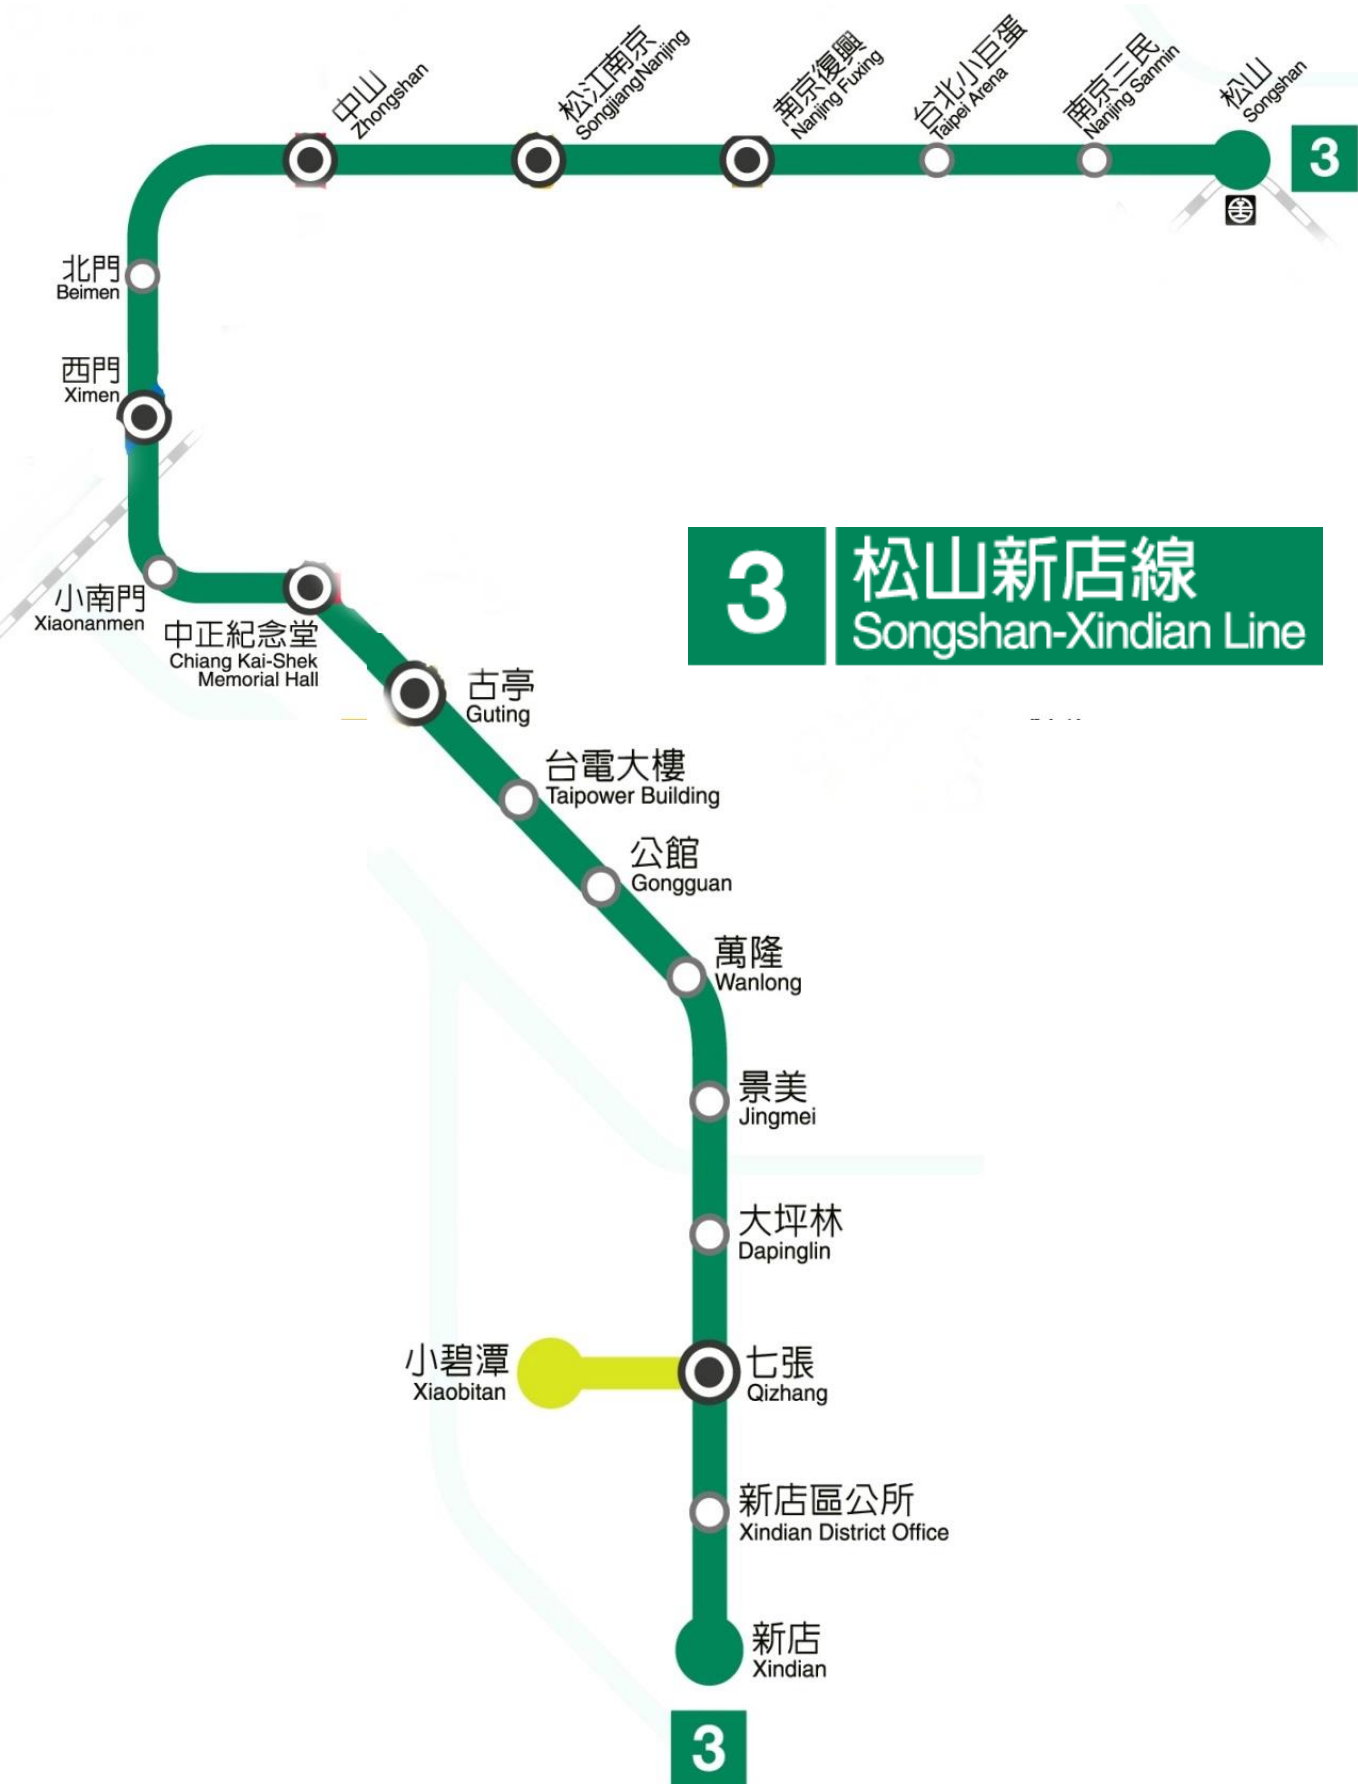 中山
Zhongshan
松江南京
SongjiangNanjing
南京復興
Nanjing Fuxing
台北小巨蛋
Taipei Arena
南京三民
Nanjing Sanmin
松山
Songshan
3
北門
Beimen
西門
Ximen
小南門
Xiaonanmen
中正紀念堂
Chiang Kai-Shek
Memorial Hall
3
松山新店線
Songshan-Xindian Line
古亭
Guting
台電大樓
Taipower Building
公館
Gongguan
萬隆
Wanlong
景美
Jingmei
大坪林
Dapinglin
小碧潭
Xiaobitan
七張
Qizhang
新店區公所
Xindian District Office
新店
Xindian
3